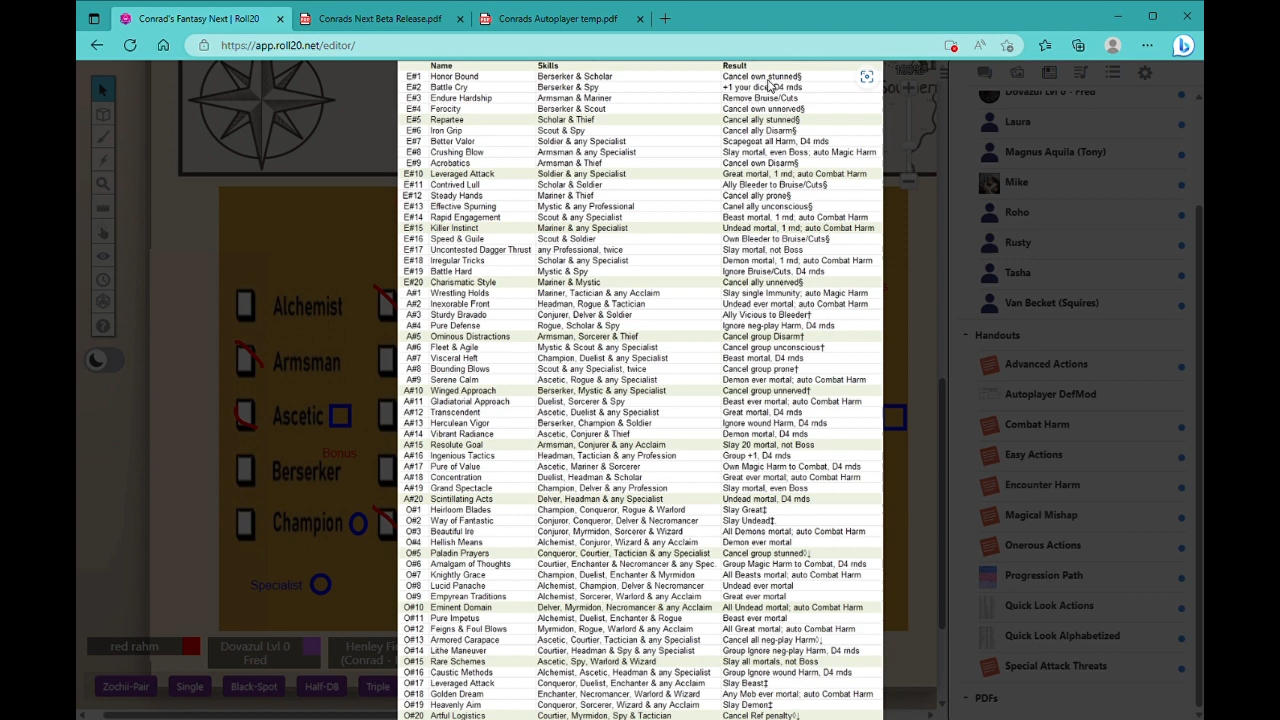 Conrad's Fantasy Next | Roll20
Conrads Next Beta Release.pdf
Conrads Autoplayer temp.pdf
https://app.roll20.net/editor/
Name Skills Result
E#1 Honor Bound Berserker & Scholar Cancel own stunned§
E#2 Battle Cry Berserker & Spy +1 your dice, D4 rnds
E#3 Endure Hardship Armsman & Mariner Remove Bruise/Cuts
E#4 Ferocity Berserker & Scout Cancel own unnerved§
E#5 Repartee Scholar & Thief Cancel ally stunned§
E#6 Iron Grip Scout & Spy Cancel ally Disarm§
E#7 Better Valor Soldier & any Specialist Scapegoat all Harm, D4 rnds
E#8 Crushing Blow Armsman & any Specialist Slay mortal, even Boss; auto Magic Harm
E#9 Acrobatics Armsman & Thief Cancel own Disarm§
E#10 Leveraged Attack Soldier & any Specialist Great mortal, 1 rnd; auto Combat Harm
E#11 Contrived Lull Scholar & Soldier Ally Bleeder to Bruise/Cuts§
E#12 Steady Hands Mariner & Thief Cancel ally prone§
E#13 Effective Spurning Mystic & any Professional Canel ally unconscious§
E#14 Rapid Engagement Scout & any Specialist Beast mortal, 1 rnd; auto Combat Harm
E#15 Killer Instinct Mariner & any Specialist Undead mortal, 1 rnd; auto Combat Harm
E#16 Speed & Guile Scout & Soldier Own Bleeder to Bruise/Cuts§
E#17 Uncontested Dagger Thrust any Professional, twice Slay mortal, not Boss
E#18 Irregular Tricks Scholar & any Specialist Demon mortal, 1 rnd; auto Combat Harm
E#19 Battle Hard Mystic & Spy Ignore Bruise/Cuts, D4 rnds
E#20 Charismatic Style Mariner & Mystic Cancel ally unnerved§
A#1 Wrestling Holds Mariner, Tactician & any Acclaim Slay single Immunity; auto Magic Harm
A#2 Inexorable Front Headman, Rogue & Tactician Undead ever mortal; auto Combat Harm
A#3 Sturdy Bravado Conjurer, Delver & Soldier Ally Vicious to Bleeder†
A#4 Pure Defense Rogue, Scholar & Spy Ignore neg-play Harm, D4 rnds
A#5 Ominous Distractions Armsman, Sorcerer & Thief Cancel group Disarm†
A#6 Fleet & Agile Mystic & Scout & any Specialist Cancel group unconscious†
A#7 Visceral Heft Champion, Duelist & any Specialist Beast mortal, D4 rnds
A#8 Bounding Blows Scout & any Specialist, twice Cancel group prone†
A#9 Serene Calm Ascetic, Rogue & any Specialist Demon ever mortal; auto Combat Harm
A#10 Winged Approach Berserker, Mystic & any Specialist Cancel group unnerved†
A#11 Gladiatorial Approach Duelist, Sorcerer & Spy Beast ever mortal; auto Combat Harm
A#12 Transcendent Ascetic, Duelist & any Specialist Great mortal, D4 rnds
A#13 Herculean Vigor Berserker, Champion & Soldier Ignore wound Harm, D4 rnds
A#14 Vibrant Radiance Ascetic, Conjurer & Thief Demon mortal, D4 rnds
A#15 Resolute Goal Armsman, Conjurer & any Acclaim Slay 20 mortal, not Boss
A#16 Ingenious Tactics Headman, Tactician & any Profession Group +1, D4 rnds
A#17 Pure of Value Ascetic, Mariner & Sorcerer Own Magic Harm to Combat, D4 rnds
A#18 Concentration Duelist, Headman & Scholar Great ever mortal; auto Combat Harm
A#19 Grand Spectacle Champion, Delver & any Profession Slay mortal, even Boss
A#20 Scintillating Acts Delver, Headman & any Specialist Undead mortal, D4 rnds
O#1 Heirloom Blades Champion, Conqueror, Rogue & Warlord Slay Great‡
O#2 Way of Fantastic Conjuror, Conqueror, Delver & Necromancer Slay Undead‡
O#3 Beautiful Ire Conjuror, Myrmidon, Sorcerer & Wizard All Demons mortal; auto Combat Harm
O#4 Hellish Means Alchemist, Conjuror, Wizard & any Acclaim Demon ever mortal
O#5 Paladin Prayers Conqueror, Courtier, Tactician & any Specialist Cancel group stunned◊↓
O#6 Amalgam of Thoughts Courtier, Enchanter & Necromancer & any Spec. Group Magic Harm to Combat, D4 rnds
O#7 Knightly Grace Champion, Duelist, Enchanter & Myrmidon All Beasts mortal; auto Combat Harm
O#8 Lucid Panache Alchemist, Champion, Delver & Necromancer Undead ever mortal
O#9 Empyrean Traditions Alchemist, Sorcerer, Warlord & any Acclaim Great ever mortal
O#10 Eminent Domain Delver, Myrmidon, Necromancer & any Acclaim All Undead mortal; auto Combat Harm
O#11 Pure Impetus Alchemist, Duelist, Enchanter & Rogue Beast ever mortal
O#12 Feigns & Foul Blows Myrmidon, Rogue, Warlord & any Acclaim All Great mortal; auto Combat Harm
O#13 Armored Carapace Ascetic, Courtier, Tactician & any Specialist Cancel all neg-play Harm◊↓
O#14 Lithe Maneuver Courtier, Headman & Spy & any Specialist Group Ignore neg-play Harm, D4 rnds
O#15 Rare Schemes Ascetic, Spy, Warlord & Wizard Slay all mortals, not Boss
O#16 Caustic Methods Alchemist, Ascetic, Headman & any Specialist Group Ignore wound Harm, D4 rnds
O#17 Leveraged Attack Conqueror, Duelist, Enchanter & any Acclaim Slay Beast‡
O#18 Golden Dream Enchanter, Necromancer, Warlord & Wizard Any Mob ever mortal; auto Combat Harm
O#19 Heavenly Aim Conqueror, Sorcerer, Wizard & any Acclaim Slay Demon‡
O#20 Artful Logistics Courtier, Myrmidon, Spy & Tactician Cancel Ref penalty◊↓
Alchemist
Armsman
Ascetic
Bonus
Berserker
Champion
Specialist
red rahm
Dovazul Lvl 0
Fred
Henley
(Conrad -
Zochii-Pair
Single
Black-Spot
Half-DB
Triple
Dovazul Lvl 0 - Fred
Laura
Magnus Aquila (Tony)
Mike
Roho
Rusty
Tasha
Van Becket (Squires)
Handouts
Advanced Actions
Autoplayer DefMod
Combat Harm
Easy Actions
Encounter Harm
Magical Mishap
Onerous Actions
Progression Path
Quick Look Actions
Quick Look Alphabetized
Special Attack Threats
PDFs